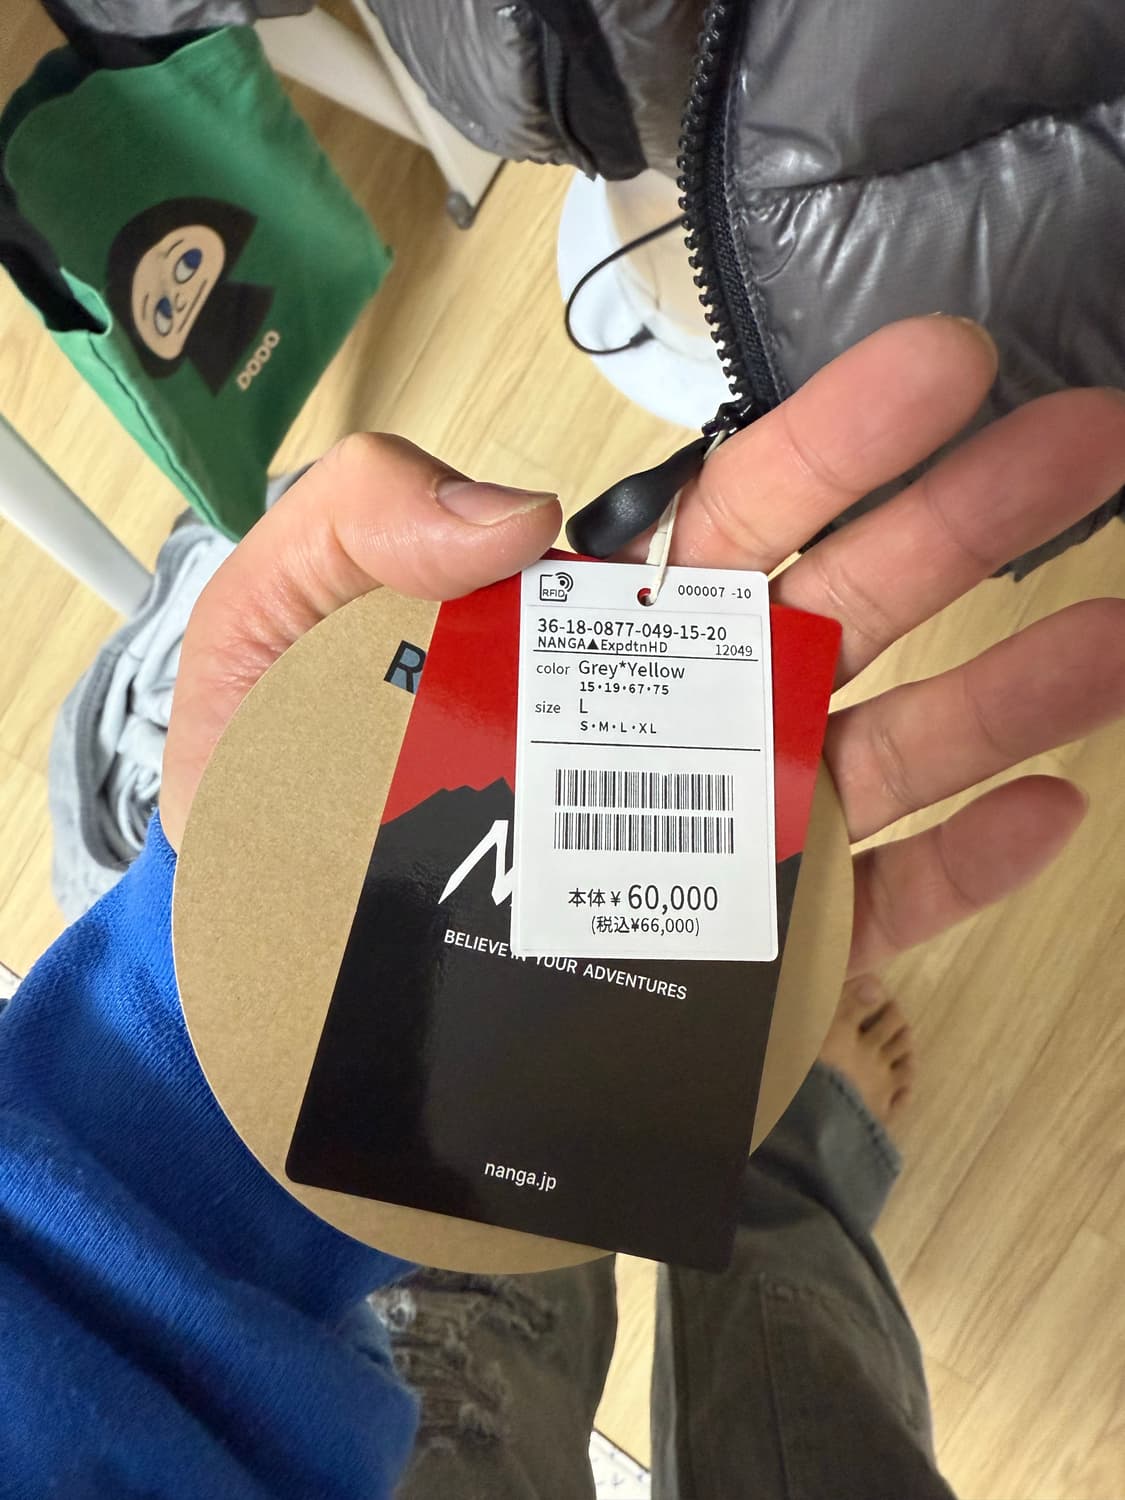 DOOO
RFID
000007 -10
36-18-0877-049-15-20
NANGA▲ExpdtnHD 12049
color Grey*Yellow
15・19・67・75
size L
S・M・L・XL
本体¥60,000
(税込¥66,000)
BELIEVE IN YOUR ADVENTURES
nanga.jp